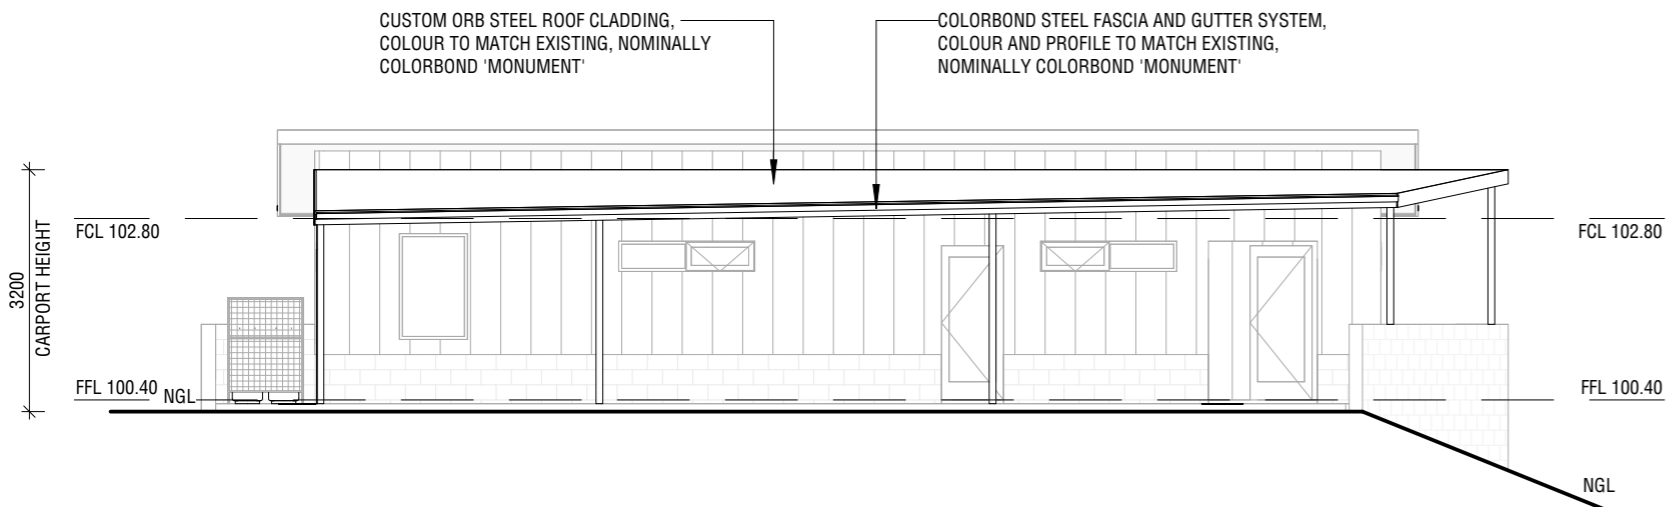 CUSTOM ORB STEEL ROOF CLADDING,
COLOUR TO MATCH EXISTING, NOMINALLY
COLORBOND 'MONUMENT'
COLORBOND STEEL FASCIA AND GUTTER SYSTEM,
COLOUR AND PROFILE TO MATCH EXISTING,
NOMINALLY COLORBOND 'MONUMENT'
3200
CARPORT HEIGHT
FCL 102.80
FCL 102.80
FFL 100.40
NGL
FFL 100.40
NGL